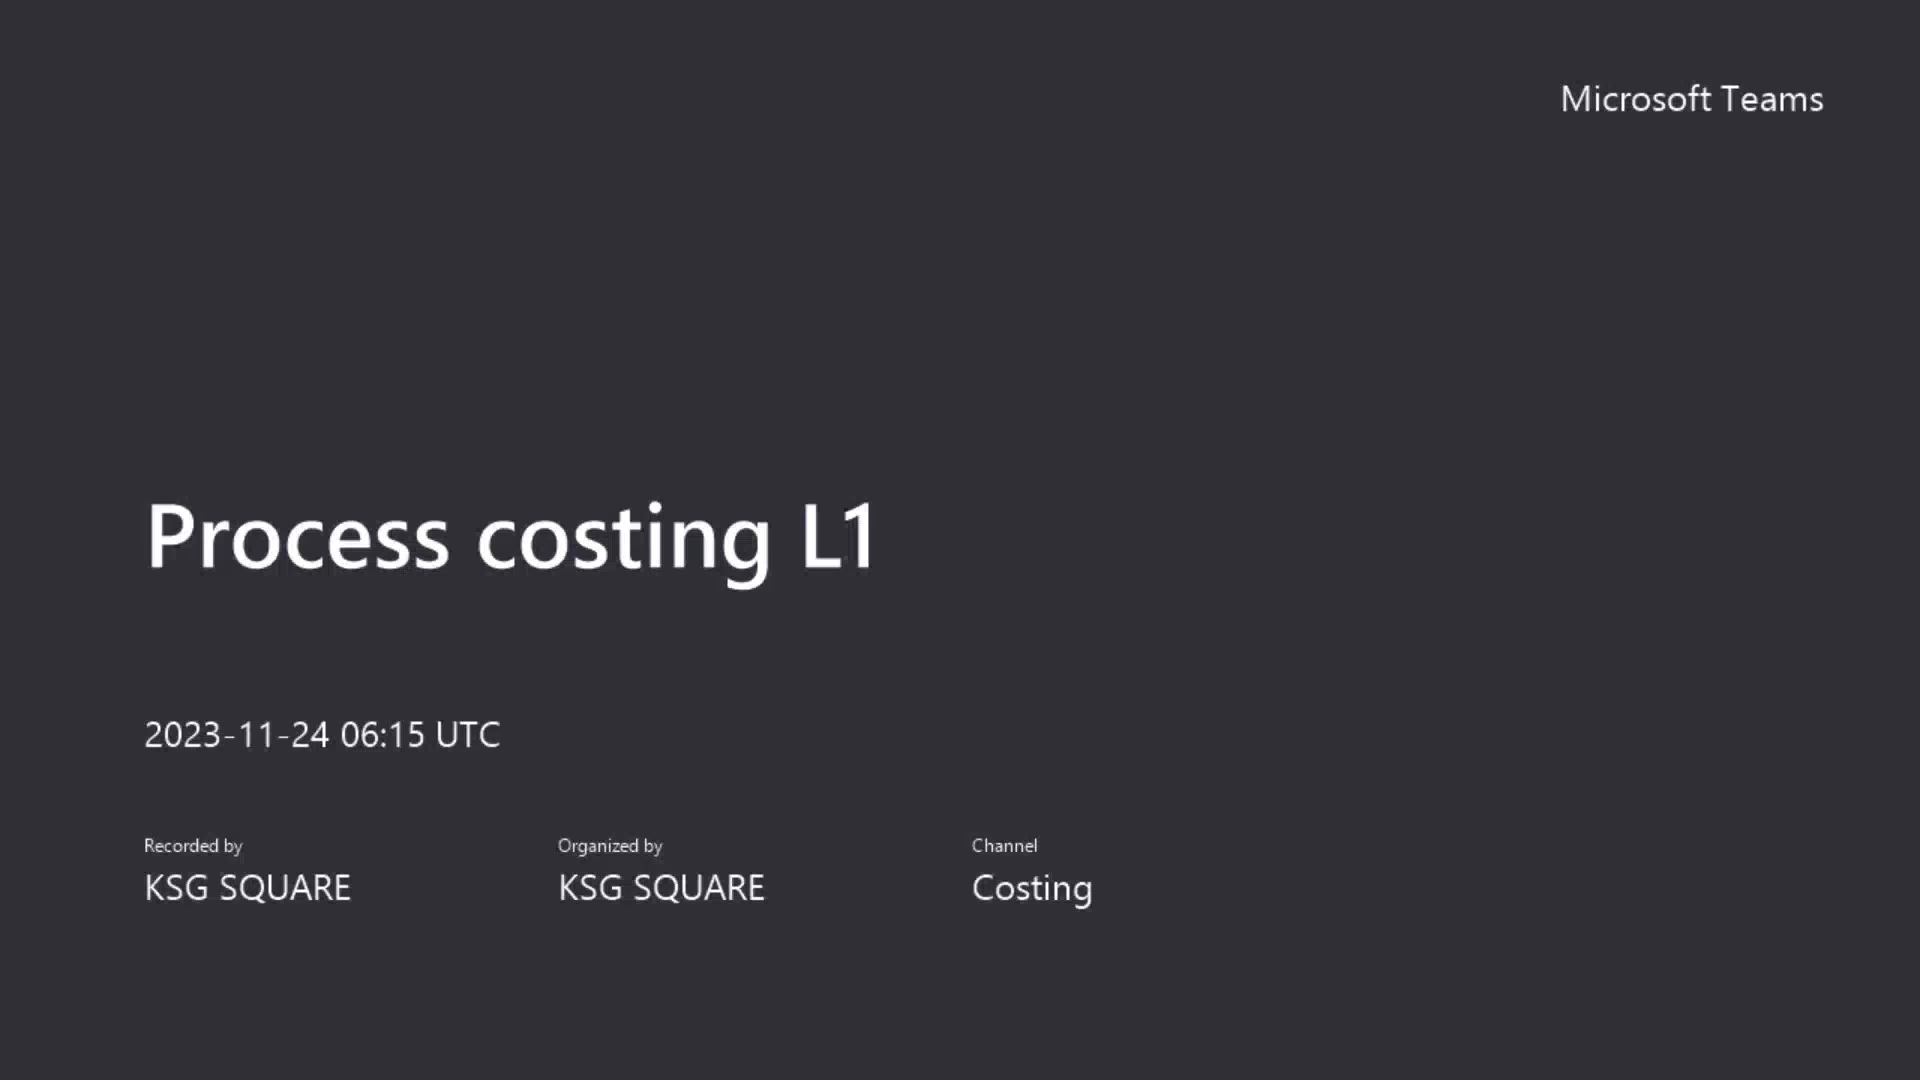 Microsoft Teams
Process costing L1
2023-11-24 06:15 UTC
Recorded by
KSG SQUARE
Organized by
KSG SQUARE
Channel
Costing